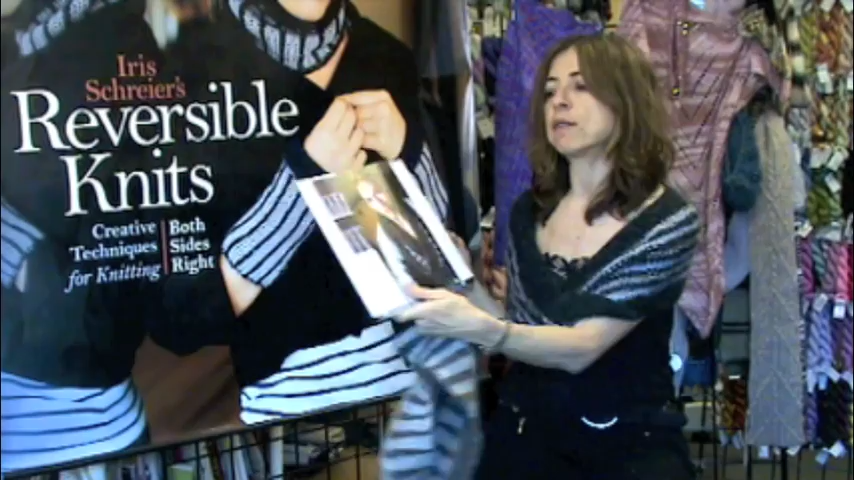 Iris
Schreier's
Reversible
Knits
Creative
Techniques
for Knitting
Both
Sides
Right